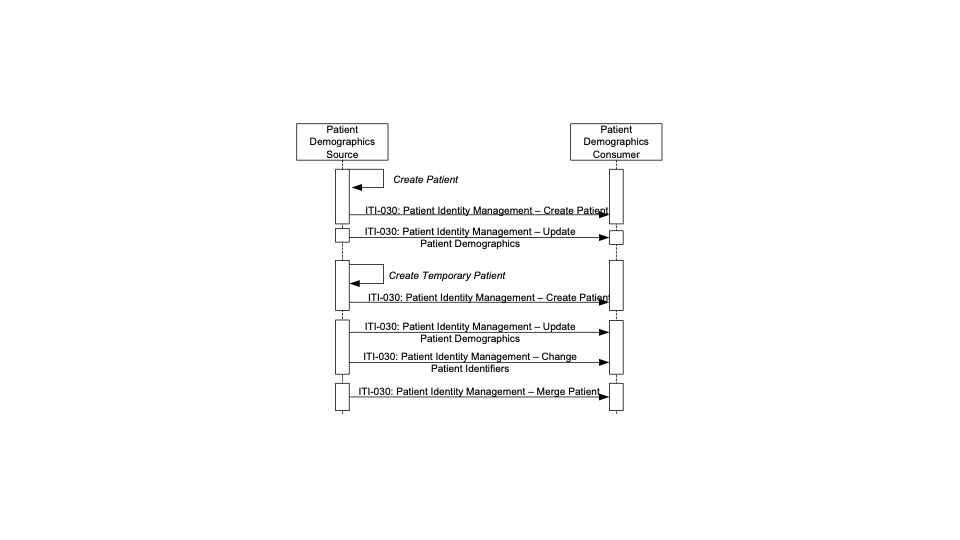 Patient
Demographics
Source
Patient
Demographics
Consumer
Create Patient
ITI-030: Patient Identity Management – Create Patient
ITI-030: Patient Identity Management – Update
Patient Demographics
Create Temporary Patient
ITI-030: Patient Identity Management – Create Patient
ITI-030: Patient Identity Management – Update
Patient Demographics
ITI-030: Patient Identity Management – Change
Patient Identifiers
ITI-030: Patient Identity Management – Merge Patient